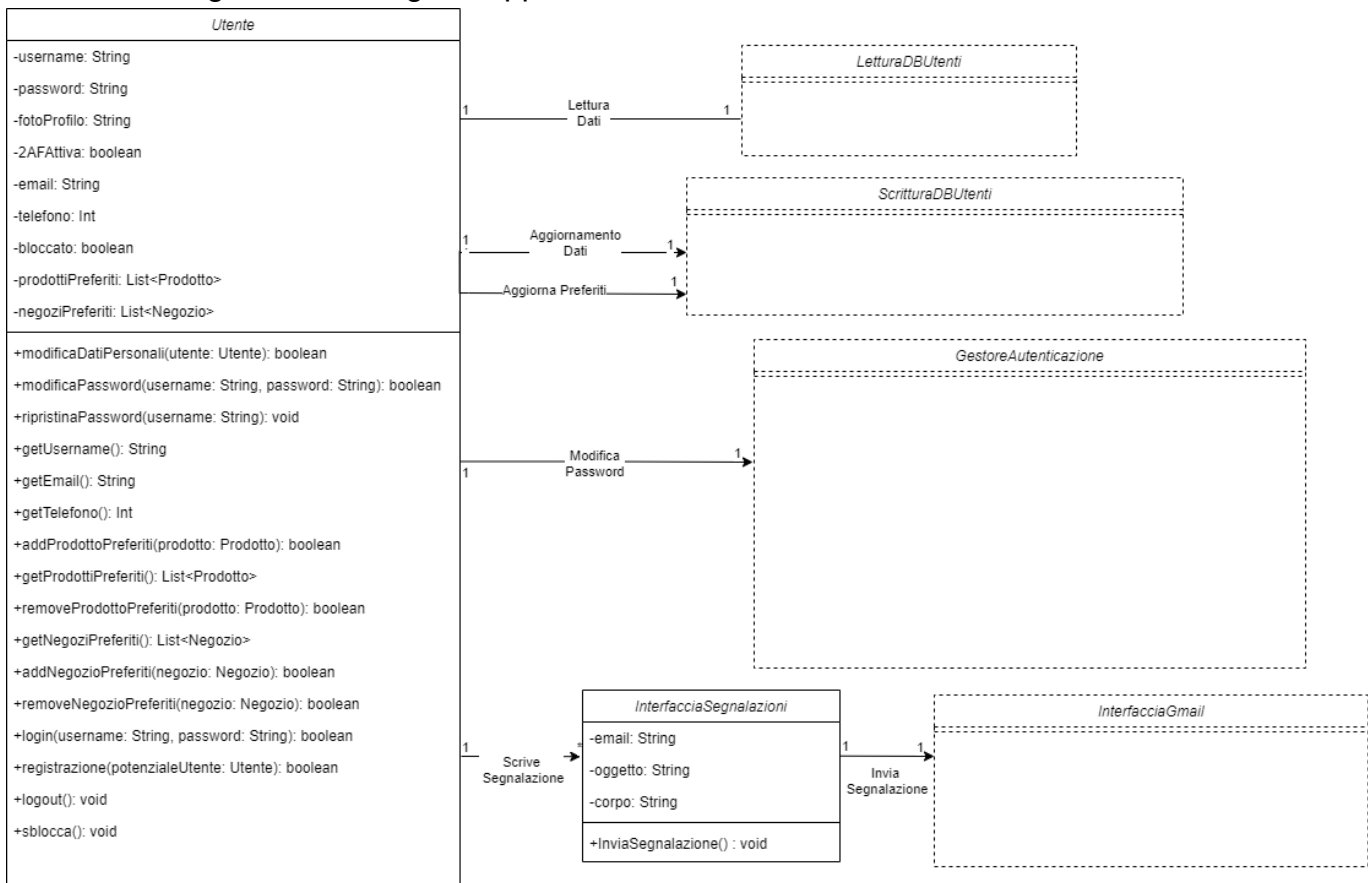 Utente
-username: String
-password: String
-fotoProfilo: String
-2AFAttiva: boolean
-email: String
-telefono: Int
-bloccato: boolean
-prodottiPreferiti: List<Prodotto>
-negoziPreferiti: List<Negozio>
+modificaDatiPersonali(utente: Utente): boolean
+modificaPassword(username: String, password: String): boolean
+ripristinaPassword(username: String): void
+getUsername(): String
+getEmail(): String
+getTelefono(): Int
+addProdottoPreferiti(prodotto: Prodotto): boolean
+getProdottiPreferiti(): List<Prodotto>
+removeProdottoPreferiti(prodotto: Prodotto): boolean
+getNegoziPreferiti(): List<Negozio>
+addNegozioPreferiti(negozio: Negozio): boolean
+removeNegozioPreferiti(negozio: Negozio): boolean
+login(username: String, password: String): boolean
+registrazione(potenzialeUtente: Utente): boolean
+logout(): void
+sblocca(): void
1
Lettura
Dati
1
LetturaDBUtenti
1
Aggiornamento
Dati
1
Aggiorna Preferiti
1
ScritturaDBUtenti
1
Modifica
Password
1
GestoreAutenticazione
1
Scrive
Segnalazione
*
InterfacciaSegnalazioni
-email: String
-oggetto: String
-corpo: String
+InviaSegnalazione() : void
1
Invia
Segnalazione
1
InterfacciaGmail